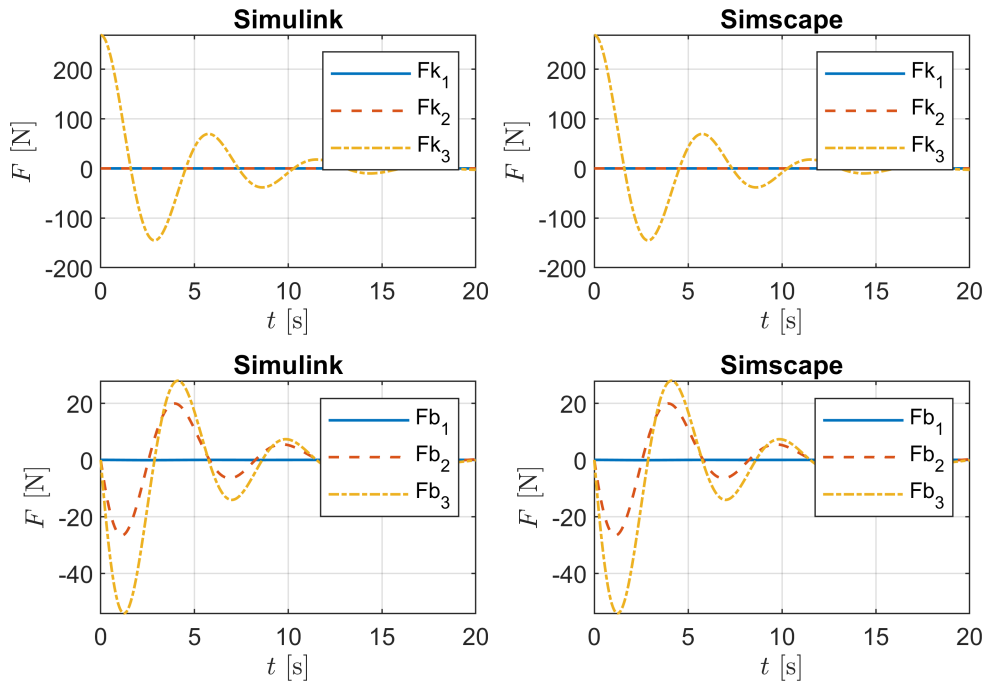 Simulink
F [N]
200
100
0
-100
-200
0 5 10 15 20
t [s]
Fk1
Fk2
Fk3
Simscape
F [N]
200
100
0
-100
-200
0 5 10 15 20
t [s]
Fk1
Fk2
Fk3
Simulink
F [N]
20
0
-20
-40
0 5 10 15 20
t [s]
Fb1
Fb2
Fb3
Simscape
F [N]
20
0
-20
-40
0 5 10 15 20
t [s]
Fb1
Fb2
Fb3